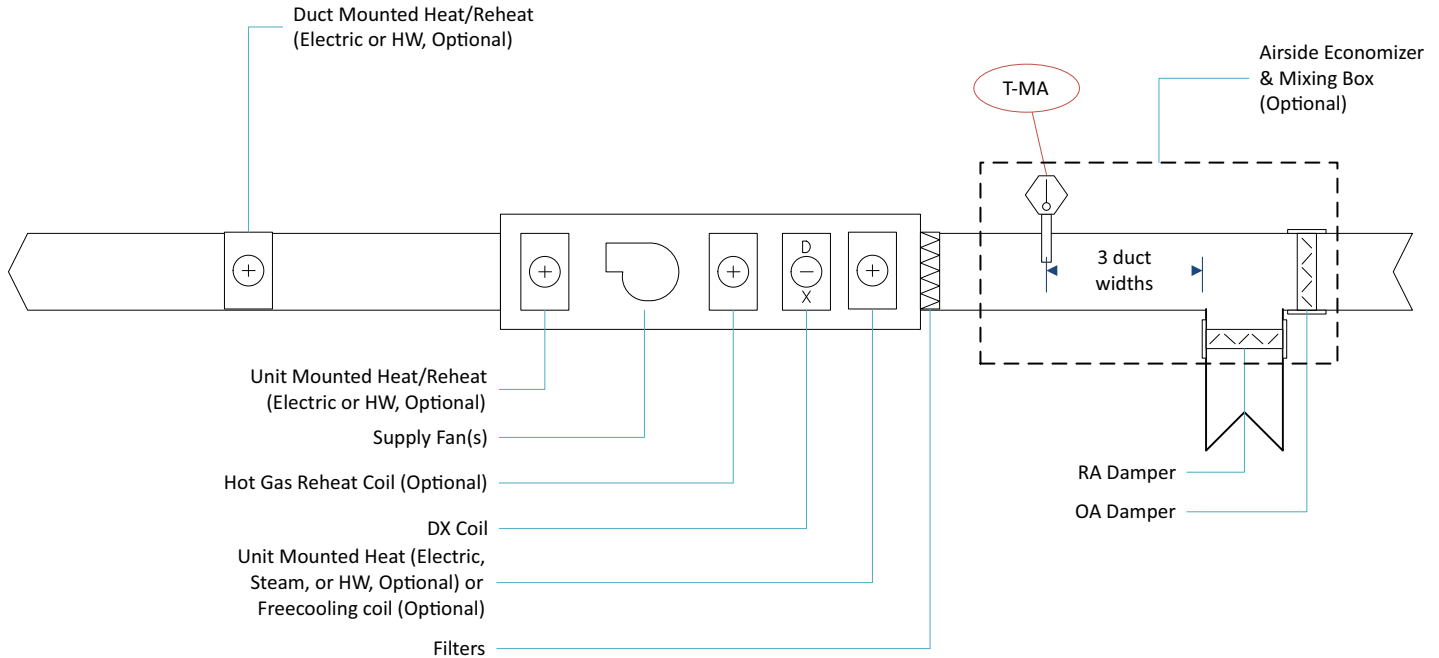 Duct Mounted Heat/Reheat
(Electric or HW, Optional)
Airside Economizer
& Mixing Box
(Optional)
T-MA
3 duct
widths
D
X
Unit Mounted Heat/Reheat
(Electric or HW, Optional)
Supply Fan(s)
Hot Gas Reheat Coil (Optional)
DX Coil
Unit Mounted Heat (Electric,
Steam, or HW, Optional) or
Freecooling coil (Optional)
Filters
RA Damper
OA Damper